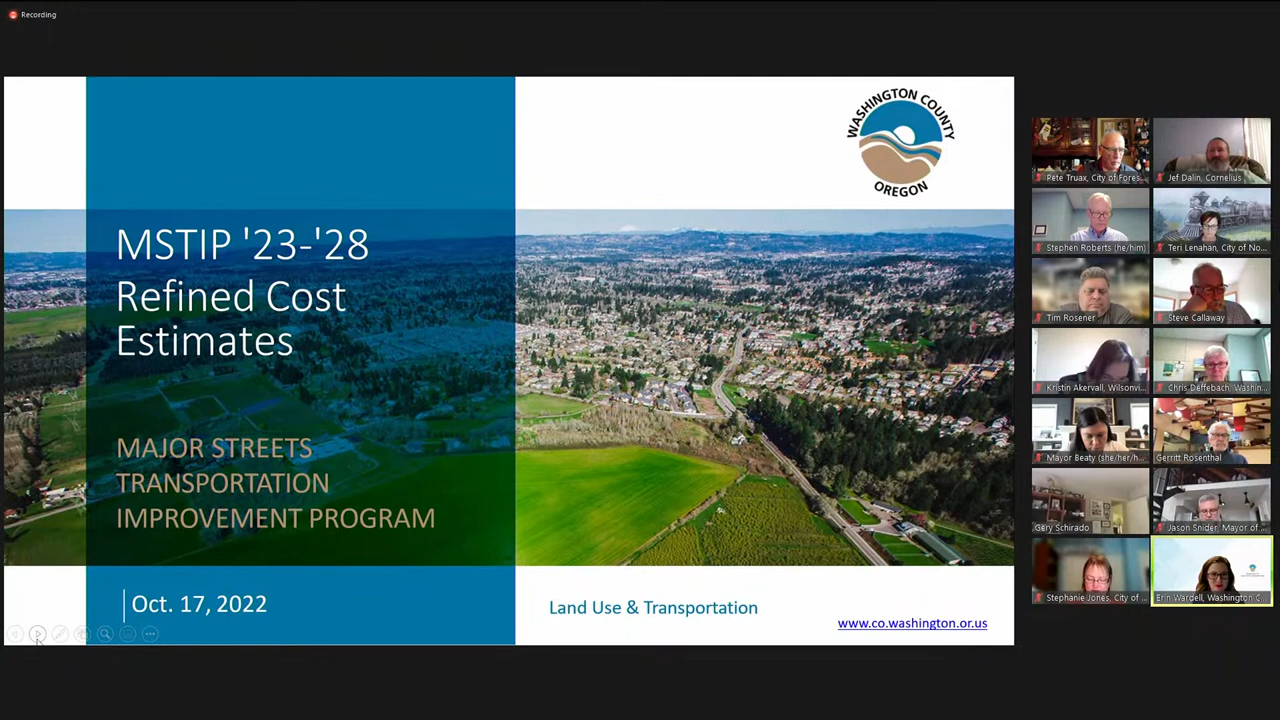 Recording
WASHINGTON COUNTY
OREGON
MSTIP '23-'28
Refined Cost
Estimates
MAJOR STREETS
TRANSPORTATION
IMPROVEMENT PROGRAM
Oct. 17, 2022
Land Use & Transportation
www.co.washington.or.us
Pete Truax, City of Fores...
Jef Dalin, Cornelius
Stephen Roberts (he/him)
Teri Lenahan, City of No...
Tim Rosener
Steve Callaway
Kristin Akervall, Wilsonvi...
Chris Deffebach, Washin...
Mayor Beaty (she/her/h...
Gerritt Rosenthal
Gery Schirado
Jason Snider, Mayor of ...
Stephanie Jones, City of ...
Erin Wardell, Washington C...